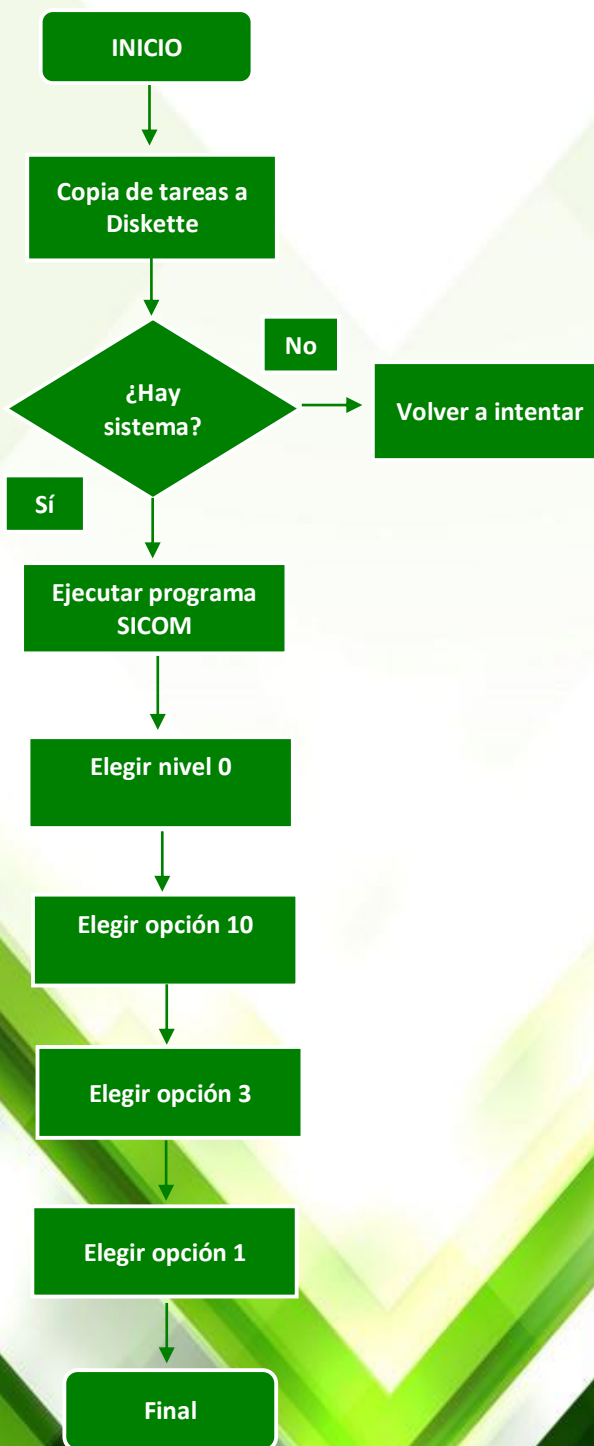 INICIO
Copia de tareas a
Diskette
¿Hay
sistema?
No
Volver a intentar
Sí
Ejecutar programa
SICOM
Elegir nivel 0
Elegir opción 10
Elegir opción 3
Elegir opción 1
Final